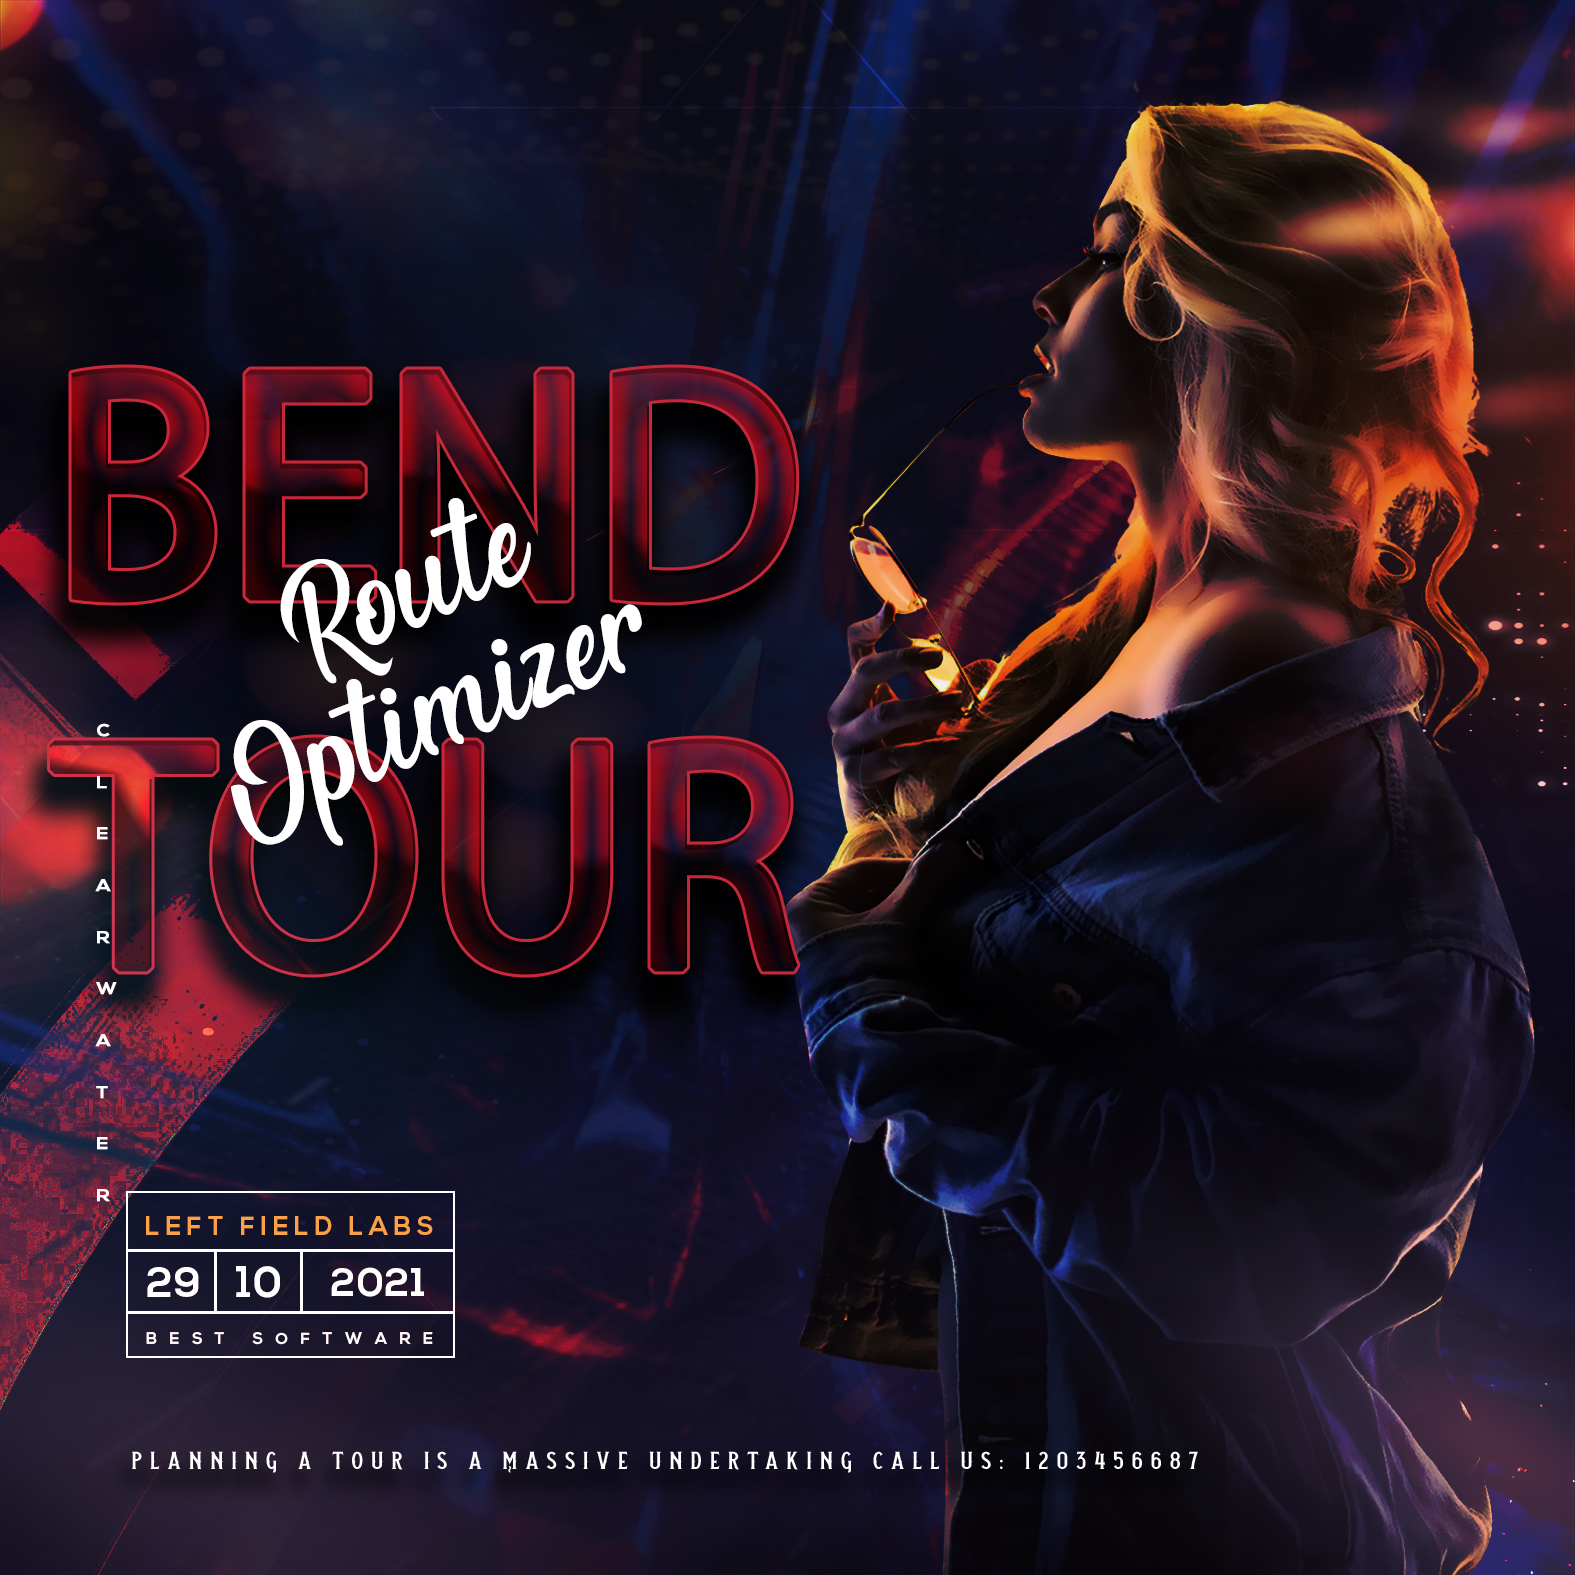 BEND
Route
Optimizer
TOUR
CLEARWATER
LEFT FIELD LABS
29 10 2021
BEST SOFTWARE
PLANNING A TOUR IS A MASSIVE UNDERTAKING CALL US: 1203456687